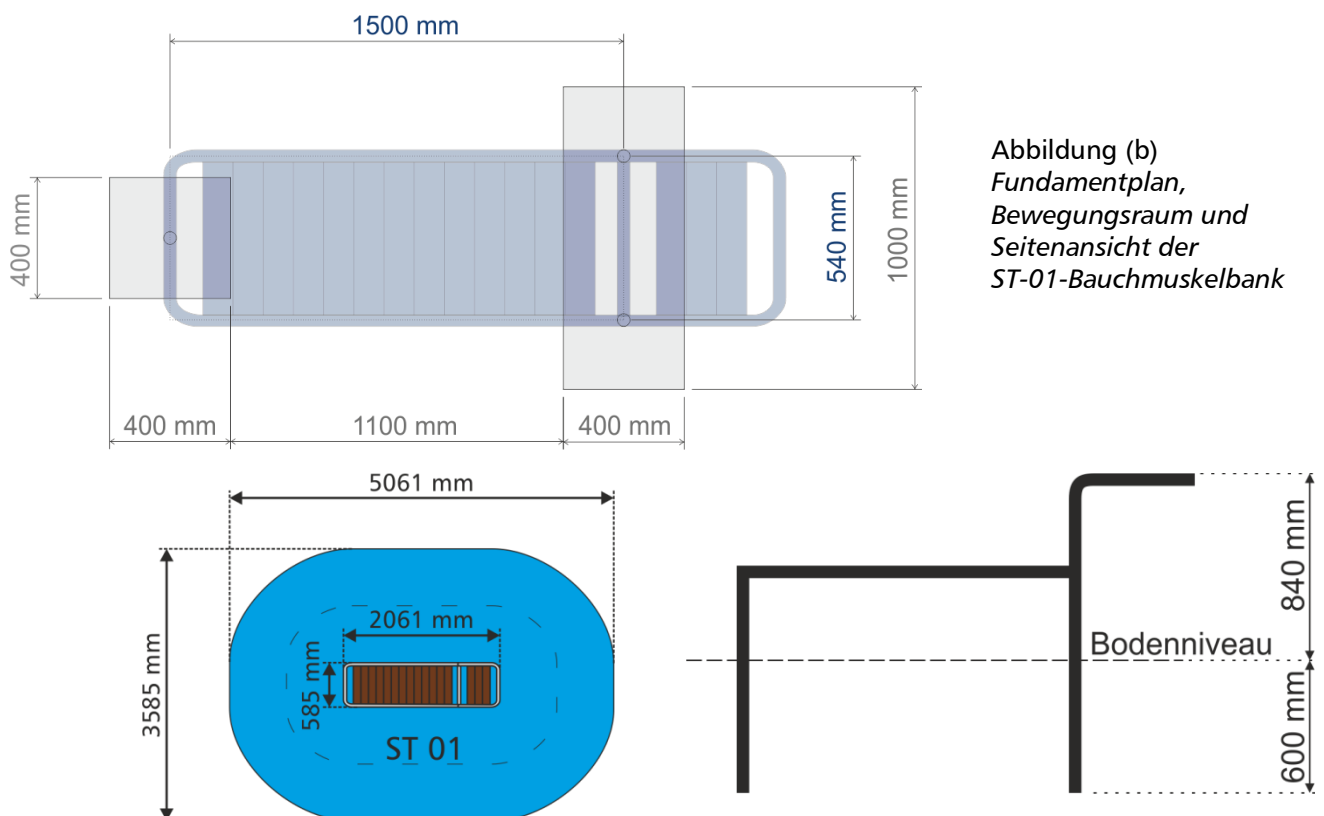 1500 mm
400 mm
540 mm
1000 mm
400 mm
1100 mm
400 mm
Abbildung (b)
Fundamentplan,
Bewegungsraum und
Seitenansicht der
ST-01-Bauchmuskelbank
5061 mm
3585 mm
2061 mm
585 mm
ST 01
840 mm
Bodenniveau
600 mm